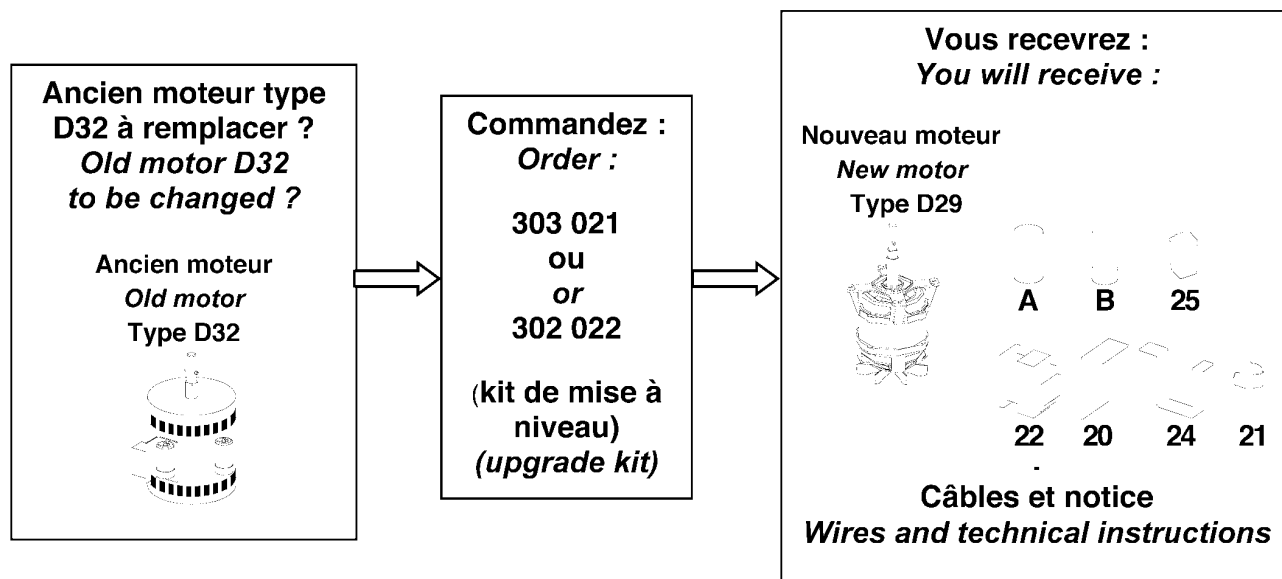 Ancien moteur type
D32 à remplacer ?
Old motor D32
to be changed ?
Ancien moteur
Old motor
Type D32
Commandez :
Order :
303 021
ou
or
302 022
(kit de mise à
niveau)
(upgrade kit)
Vous recevrez :
You will receive :
Nouveau moteur
New motor
Type D29
A B 25
22 20 24 21
-
Câbles et notice
Wires and technical instructions